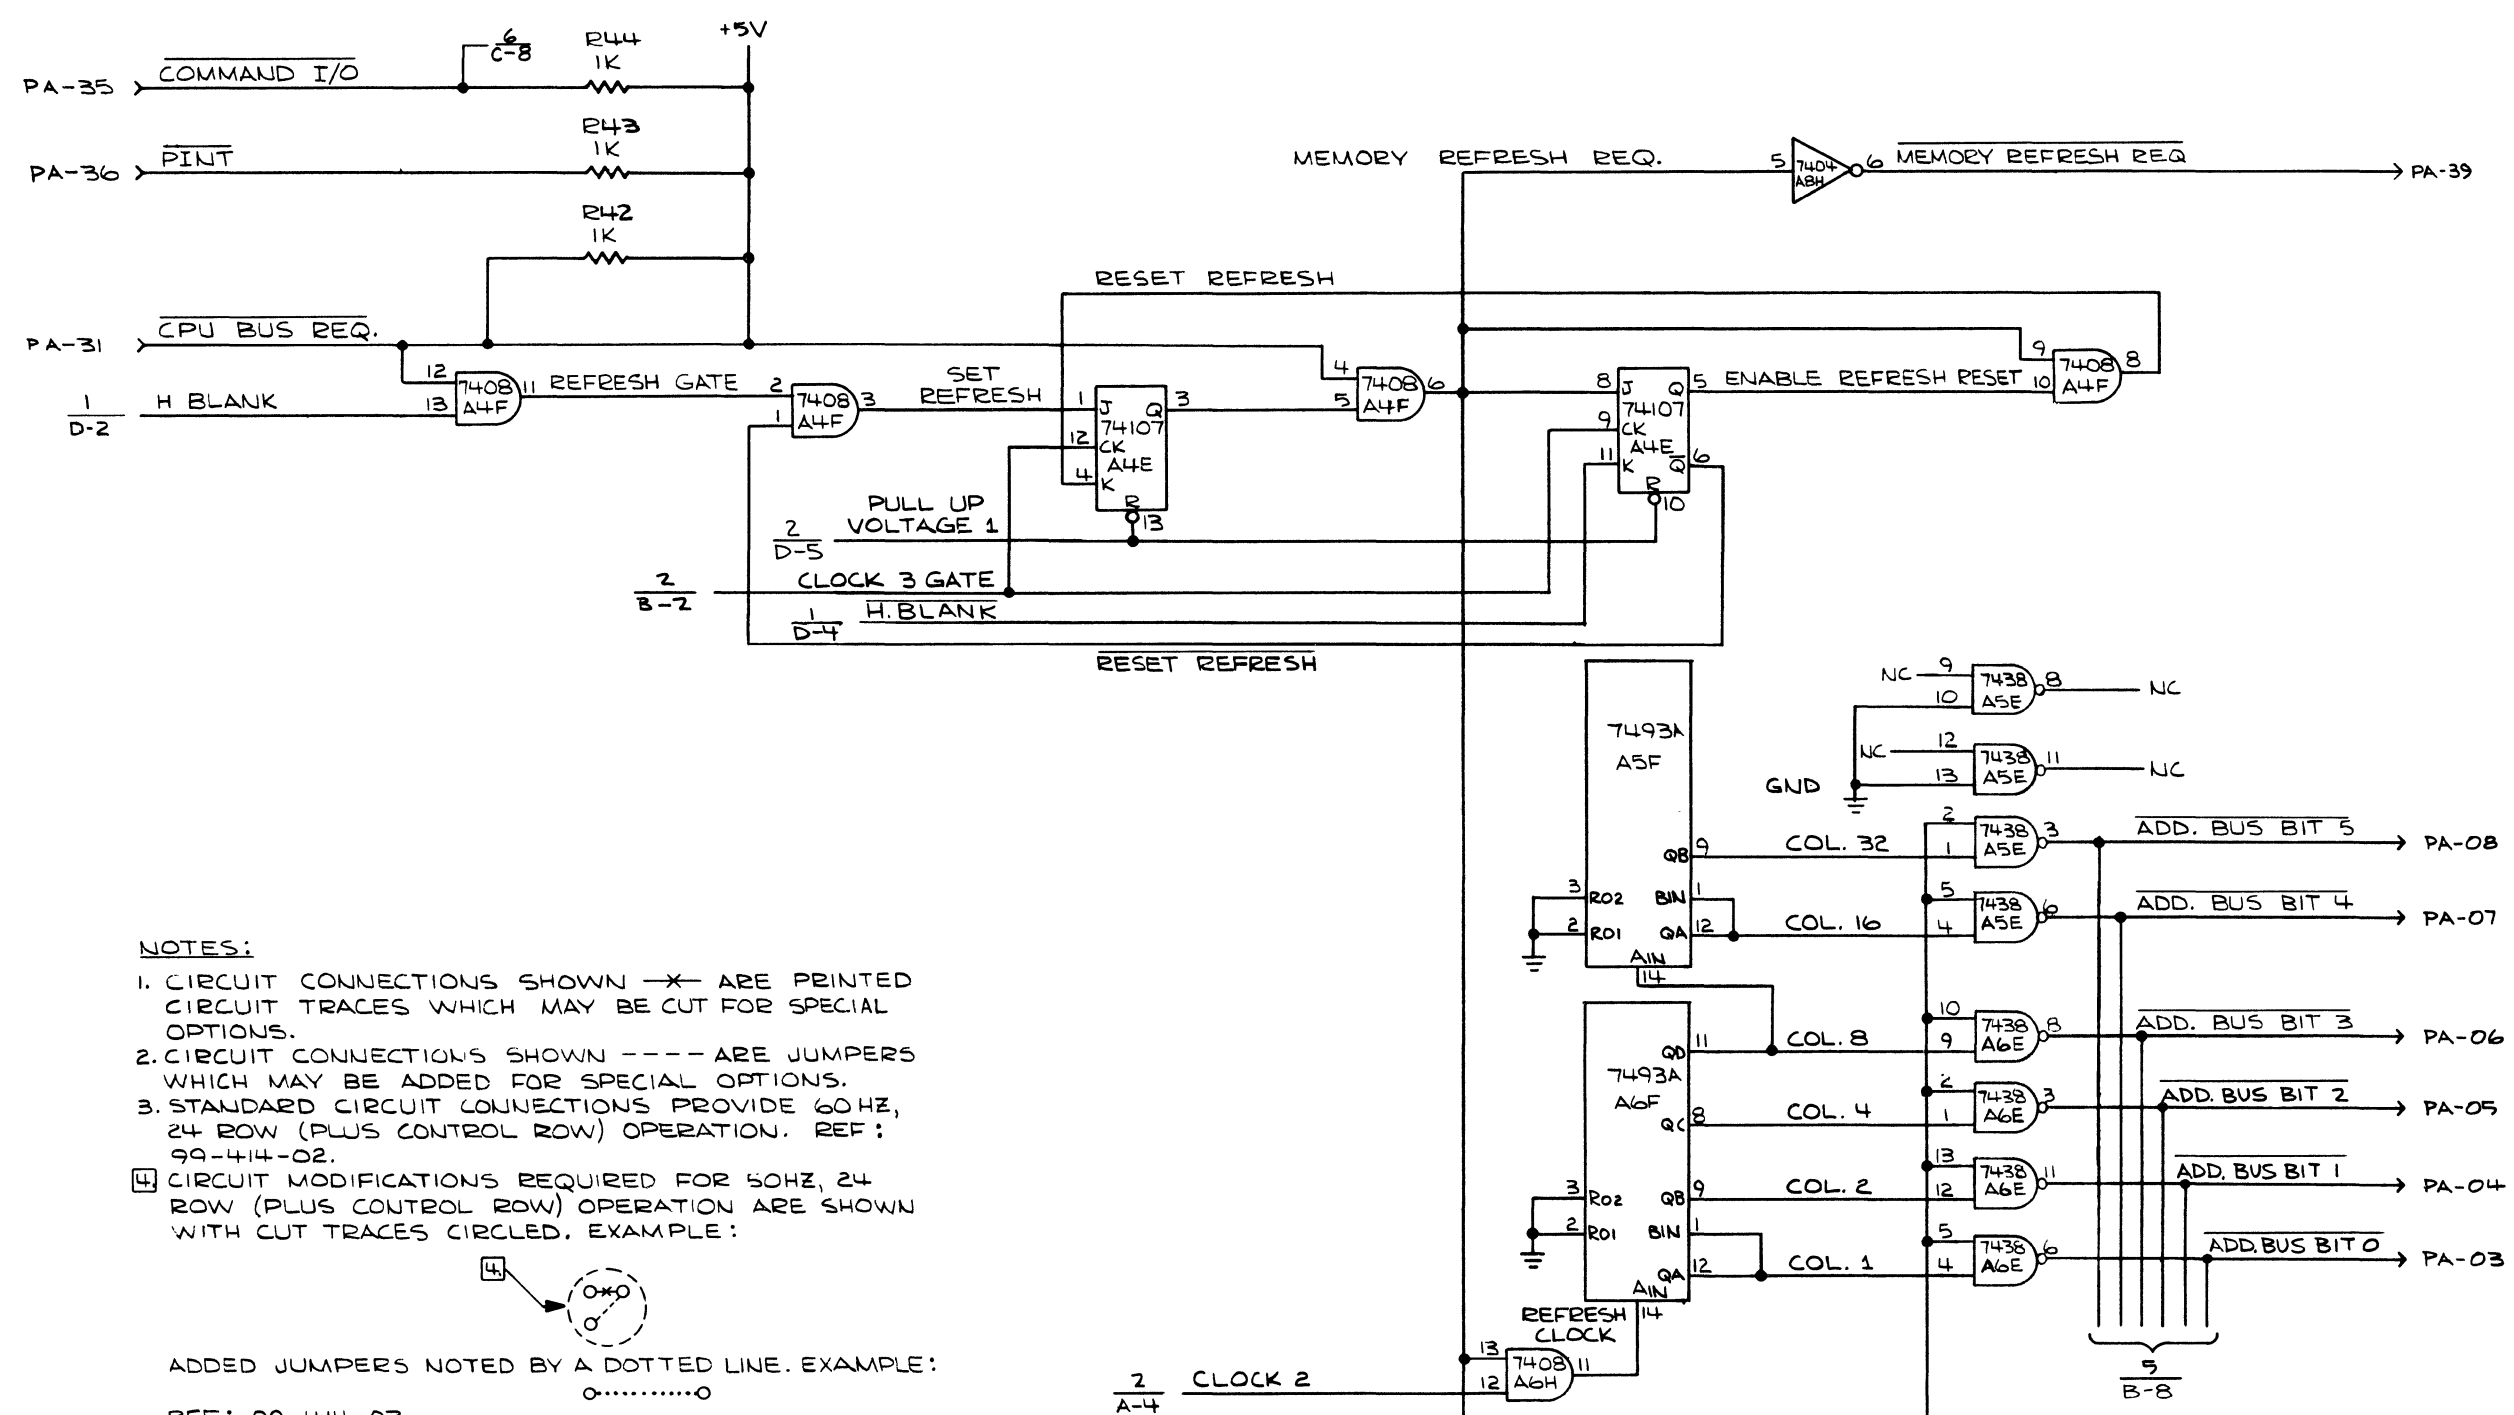 +5V
6
C-8
R44
1K
PA-35
COMMAND I/O
R43
1K
PA-36
PINT
R42
1K
MEMORY REFRESH REQ.
5
7404
A8H
6
MEMORY REFRESH REQ
PA-39
RESET REFRESH
PA-31
CPU BUS REQ.
12
13
7408
A4F
11
REFRESH GATE
1
D-2
H BLANK
2
1
7408
A4F
3
SET
REFRESH
1
12
4
J
Q
74107
CK
A4E
K
R
3
13
4
5
7408
A4F
6
8
9
11
J
Q
74107
CK
A4E
K
Q
R
5
6
10
ENABLE REFRESH RESET
9
10
7408
A4F
8
PULL UP
VOLTAGE 1
2
D-5
CLOCK 3 GATE
2
B-2
H.BLANK
1
D-4
RESET REFRESH
NC
9
10
7438
A5E
8
NC
NC
12
13
7438
A5E
11
NC
GND
7493A
A5F
QB
9
COL. 32
2
1
7438
A5E
3
ADD. BUS BIT 5
PA-08
3
RO2
BIN
1
2
RO1
QA
12
COL. 16
5
4
7438
A5E
6
ADD. BUS BIT 4
PA-07
AIN
14
QD
11
COL. 8
10
9
7438
A6E
8
ADD. BUS BIT 3
PA-06
7493A
A6F
QC
8
COL. 4
2
1
7438
A6E
3
ADD. BUS BIT 2
PA-05
3
RO2
QB
9
COL. 2
13
12
7438
A6E
11
ADD. BUS BIT 1
PA-04
2
RO1
BIN
1
QA
12
COL. 1
5
4
7438
A6E
6
ADD. BUS BIT 0
PA-03
AIN
14
REFRESH
CLOCK
13
12
7408
A6H
11
2
A-4
CLOCK 2
5
B-8
NOTES:
1. CIRCUIT CONNECTIONS SHOWN —x— ARE PRINTED
CIRCUIT TRACES WHICH MAY BE CUT FOR SPECIAL
OPTIONS.
2. CIRCUIT CONNECTIONS SHOWN ---- ARE JUMPERS
WHICH MAY BE ADDED FOR SPECIAL OPTIONS.
3. STANDARD CIRCUIT CONNECTIONS PROVIDE 60 HZ,
24 ROW (PLUS CONTROL ROW) OPERATION. REF:
99-414-02.
4. CIRCUIT MODIFICATIONS REQUIRED FOR 50HZ, 24
ROW (PLUS CONTROL ROW) OPERATION ARE SHOWN
WITH CUT TRACES CIRCLED. EXAMPLE:
4.
ADDED JUMPERS NOTED BY A DOTTED LINE. EXAMPLE: